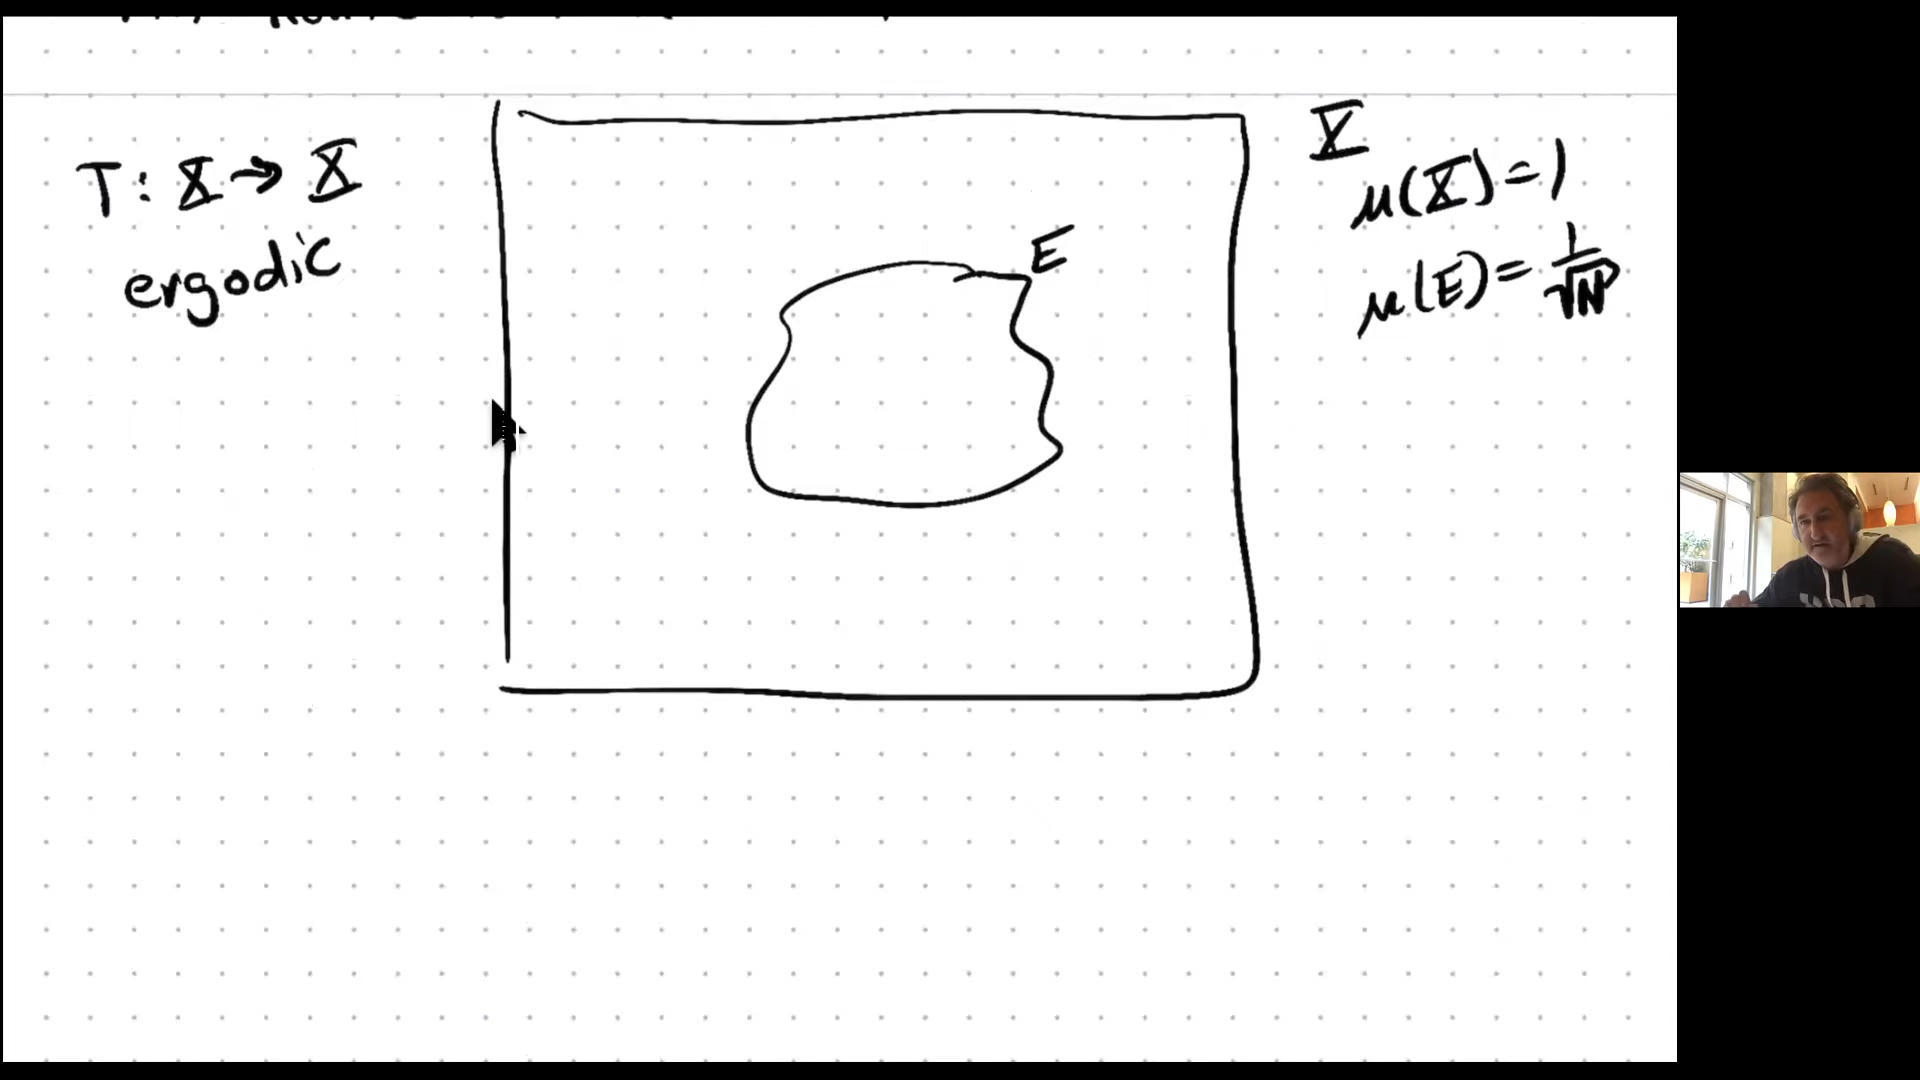 T: X → X
ergodic
E
X
μ(X) = 1
μ(E) = 1/√N